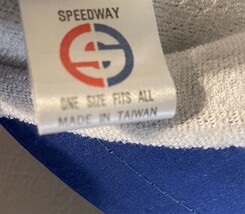 SPEEDWAY
ONE SIZE FITS ALL
MADE IN TAIWAN